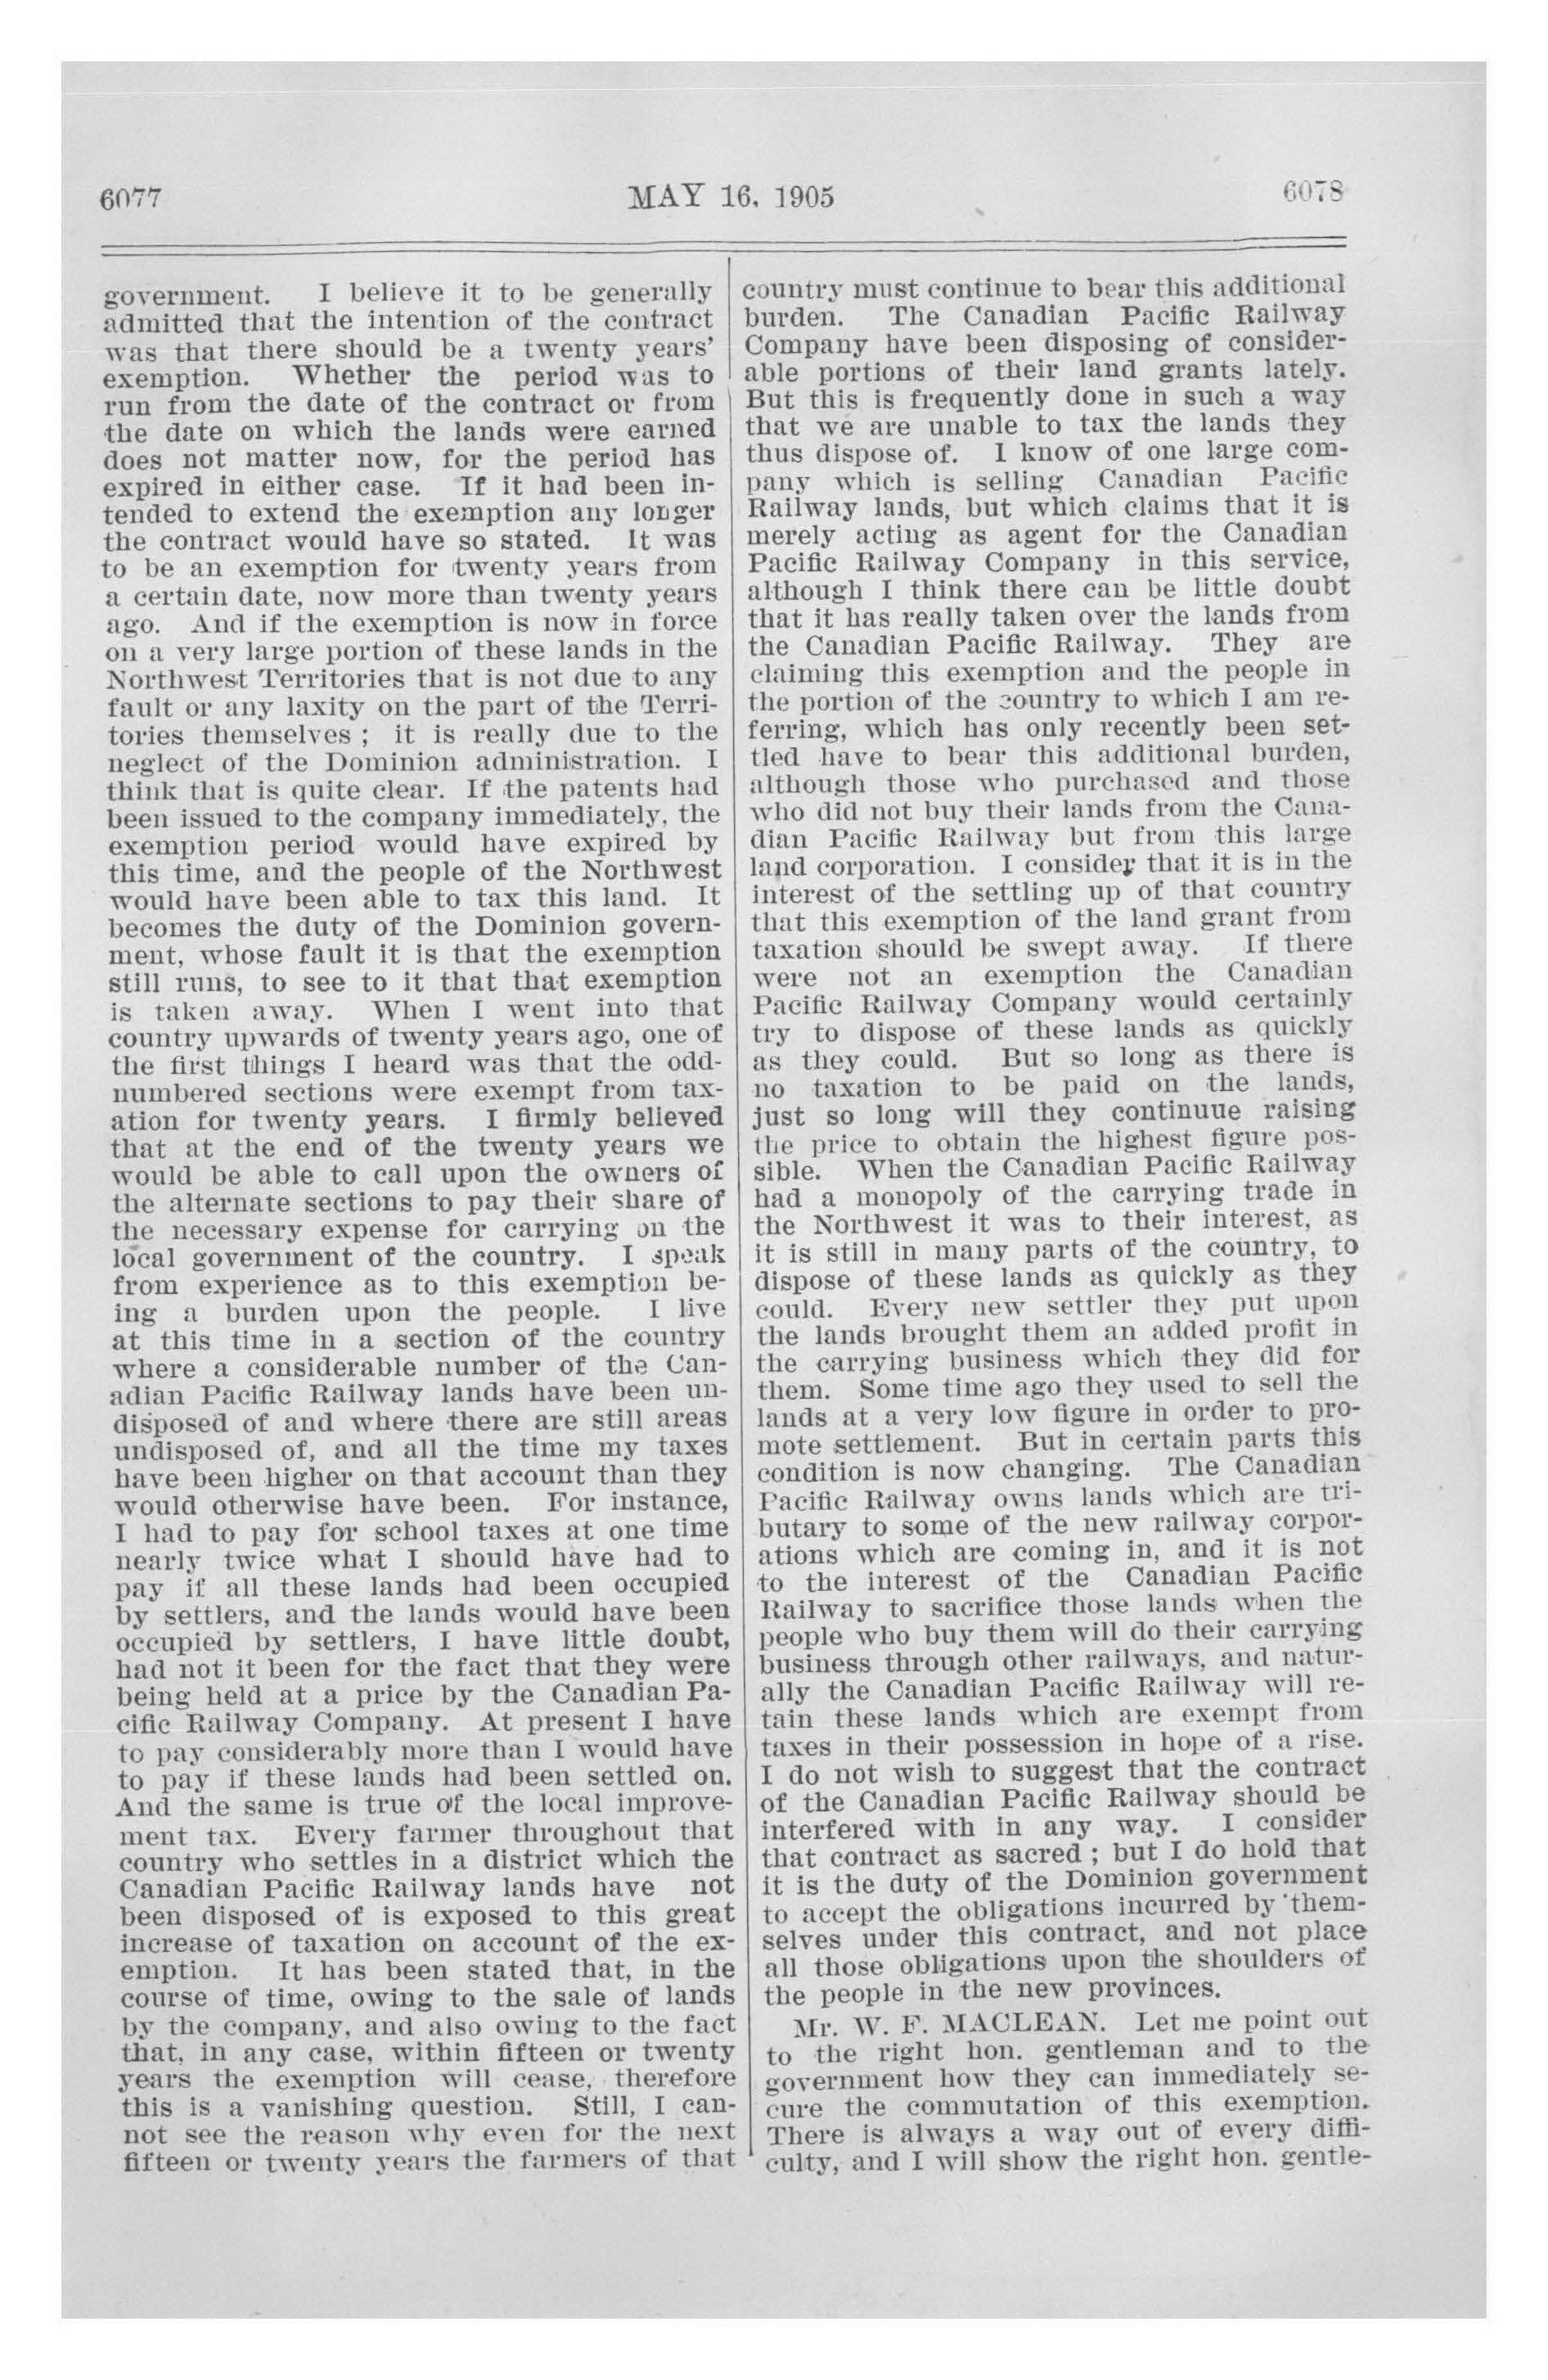 6077
MAY 16, 1905
6078
government. I believe it to be generally
admitted that the intention of the contract
was that there should be a twenty years'
exemption. Whether the period was to
run from the date of the contract or from
the date on which the lands were earned
does not matter now, for the period has
expired in either case. If it had been in-
tended to extend the exemption any longer
the contract would have so stated. It was
to be an exemption for twenty years from
a certain date, now more than twenty years
ago. And if the exemption is now in force
on a very large portion of these lands in the
Northwest Territories that is not due to any
fault or any laxity on the part of the Terri-
tories themselves ; it is really due to the
neglect of the Dominion administration. I
think that is quite clear. If the patents had
been issued to the company immediately, the
exemption period would have expired by
this time, and the people of the Northwest
would have been able to tax this land. It
becomes the duty of the Dominion govern-
ment, whose fault it is that the exemption
still runs, to see to it that that exemption
is taken away. When I went into that
country upwards of twenty years ago, one of
the first things I heard was that the odd-
numbered sections were exempt from tax-
ation for twenty years. I firmly believed
that at the end of the twenty years we
would be able to call upon the owners of
the alternate sections to pay their share of
the necessary expense for carrying on the
local government of the country. I speak
from experience as to this exemption be-
ing a burden upon the people. I live
at this time in a section of the country
where a considerable number of the Can-
adian Pacific Railway lands have been un-
disposed of and where there are still areas
undisposed of, and all the time my taxes
have been higher on that account than they
would otherwise have been. For instance,
I had to pay for school taxes at one time
nearly twice what I should have had to
pay if all these lands had been occupied
by settlers, and the lands would have been
occupied by settlers, I have little doubt,
had not it been for the fact that they were
being held at a price by the Canadian Pa-
cific Railway Company. At present I have
to pay considerably more than I would have
to pay if these lands had been settled on.
And the same is true of the local improve-
ment tax. Every farmer throughout that
country who settles in a district which the
Canadian Pacific Railway lands have not
been disposed of is exposed to this great
increase of taxation on account of the ex-
emption. It has been stated that, in the
course of time, owing to the sale of lands
by the company, and also owing to the fact
that, in any case, within fifteen or twenty
years the exemption will cease, therefore
this is a vanishing question. Still, I can-
not see the reason why even for the next
fifteen or twenty years the farmers of that
country must continue to bear this additional
burden. The Canadian Pacific Railway
Company have been disposing of consider-
able portions of their land grants lately.
But this is frequently done in such a way
that we are unable to tax the lands they
thus dispose of. I know of one large com-
pany which is selling Canadian Pacific
Railway lands, but which claims that it is
merely acting as agent for the Canadian
Pacific Railway Company in this service,
although I think there can be little doubt
that it has really taken over the lands from
the Canadian Pacific Railway. They are
claiming this exemption and the people in
the portion of the country to which I am re-
ferring, which has only recently been set-
tled have to bear this additional burden,
although those who purchased and those
who did not buy their lands from the Cana-
dian Pacific Railway but from this large
land corporation. I consider that it is in the
interest of the settling up of that country
that this exemption of the land grant from
taxation should be swept away. If there
were not an exemption the Canadian
Pacific Railway Company would certainly
try to dispose of these lands as quickly
as they could. But so long as there is
no taxation to be paid on the lands,
just so long will they continuue raising
the price to obtain the highest figure pos-
sible. When the Canadian Pacific Railway
had a monopoly of the carrying trade in
the Northwest it was to their interest, as
it is still in many parts of the country, to
dispose of these lands as quickly as they
could. Every new settler they put upon
the lands brought them an added profit in
the carrying business which they did for
them. Some time ago they used to sell the
lands at a very low figure in order to pro-
mote settlement. But in certain parts this
condition is now changing. The Canadian
Pacific Railway owns lands which are tri-
butary to some of the new railway corpor-
ations which are coming in, and it is not
to the interest of the Canadian Pacific
Railway to sacrifice those lands when the
people who buy them will do their carrying
business through other railways, and natur-
ally the Canadian Pacific Railway will re-
tain these lands which are exempt from
taxes in their possession in hope of a rise.
I do not wish to suggest that the contract
of the Canadian Pacific Railway should be
interfered with in any way. I consider
that contract as sacred ; but I do hold that
it is the duty of the Dominion government
to accept the obligations incurred by them-
selves under this contract, and not place
all those obligations upon the shoulders of
the people in the new provinces.
Mr. W. F. MACLEAN. Let me point out
to the right hon. gentleman and to the
government how they can immediately se-
cure the commutation of this exemption.
There is always a way out of every diffi-
culty, and I will show the right hon. gentle-